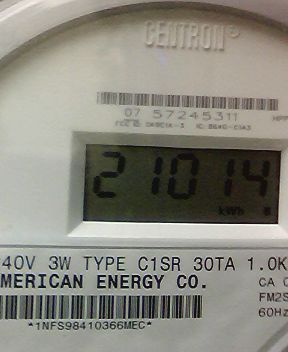 CENTRON®
07 57245311
21014
kWh
40V 3W TYPE C1SR 30TA 1.0K
MERICAN ENERGY CO.
CA 0
FM2S
60Hz
*1NFS98410366MEC*